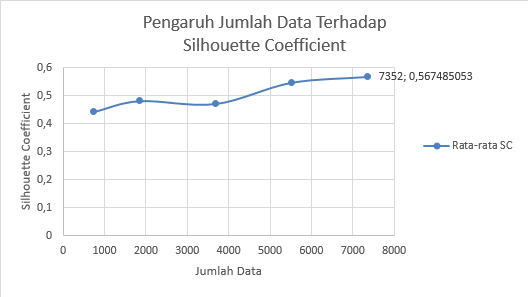 Pengaruh Jumlah Data Terhadap
Silhouette Coefficient
0,6
0,5
0,4
0,3
0,2
0,1
0
Silhouette Coefficient
7352; 0,567485053
Rata-rata SC
0 1000 2000 3000 4000 5000 6000 7000 8000
Jumlah Data